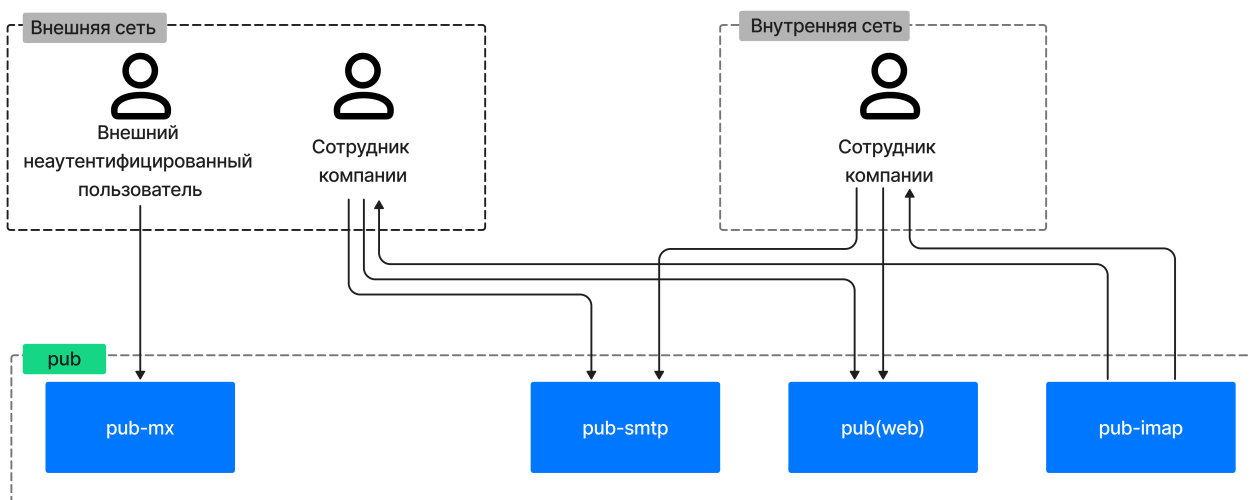 Внешняя сеть
Внутренняя сеть
Внешний
неаутентифицированный
пользователь
Сотрудник
компании
Сотрудник
компании
pub
pub-mx
pub-smtp
pub(web)
pub-imap